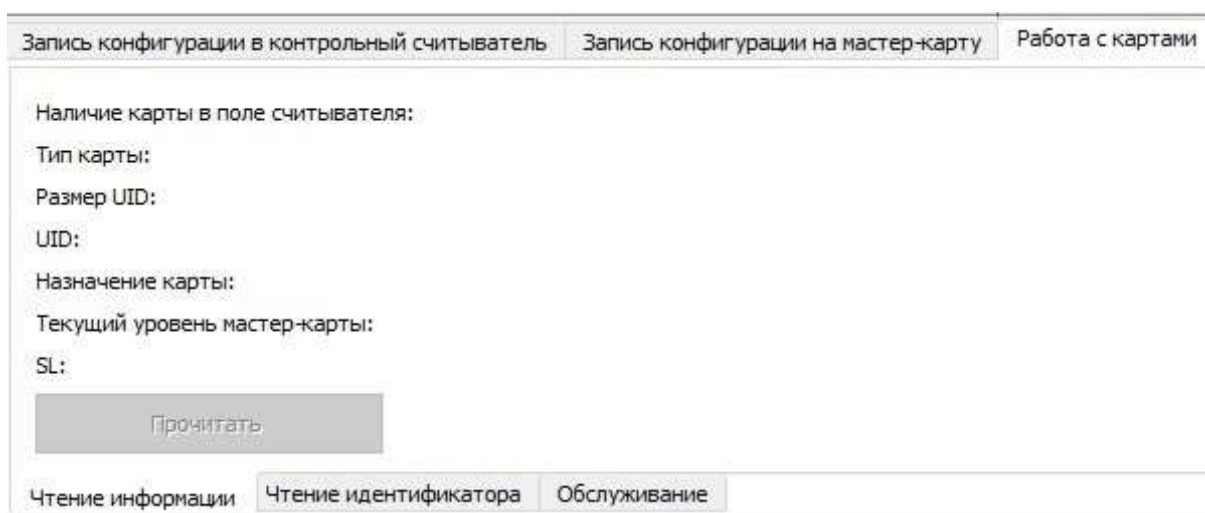 Запись конфигурации в контрольный считыватель Запись конфигурации на мастер-карту Работа с картами
Наличие карты в поле считывателя:
Тип карты:
Размер UID:
UID:
Назначение карты:
Текущий уровень мастер-карты:
SL:
Прочитать
Чтение информации Чтение идентификатора Обслуживание